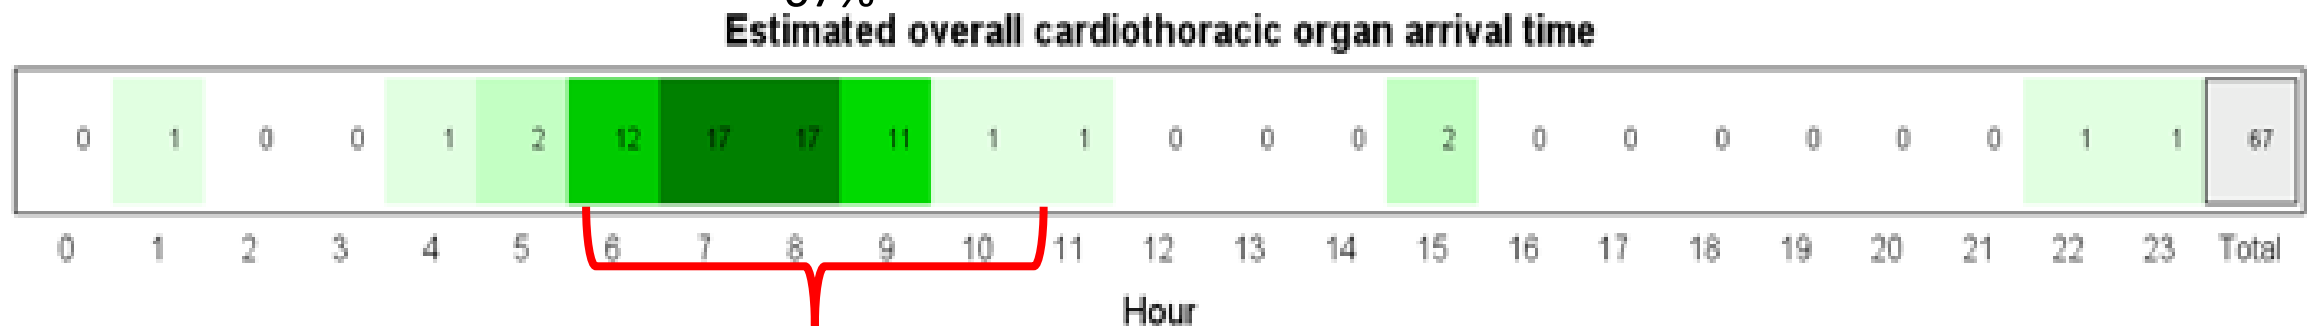 Estimated overall cardiothoracic organ arrival time
0 1 0 0 1 2 12 17 17 11 1 1 0 0 0 2 0 0 0 0 0 0 1 1 67
0 1 2 3 4 5 6 7 8 9 10 11 12 13 14 15 16 17 18 19 20 21 22 23 Total
Hour